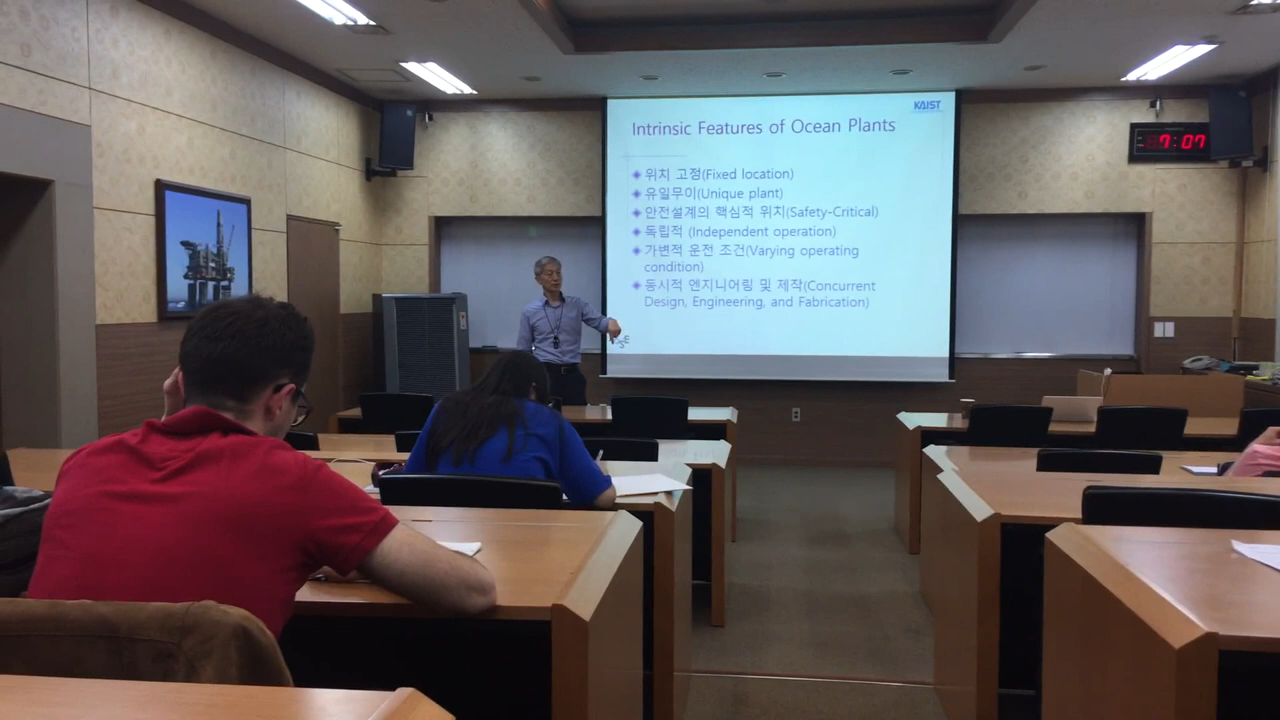 KAIST
Intrinsic Features of Ocean Plants
위치 고정(Fixed location)
유일무이(Unique plant)
안전설계의 핵심적 위치(Safety-Critical)
독립적 (Independent operation)
가변적 운전 조건(Varying operating
condition)
동시적 엔지니어링 및 제작(Concurrent
Design, Engineering, and Fabrication)
7:07